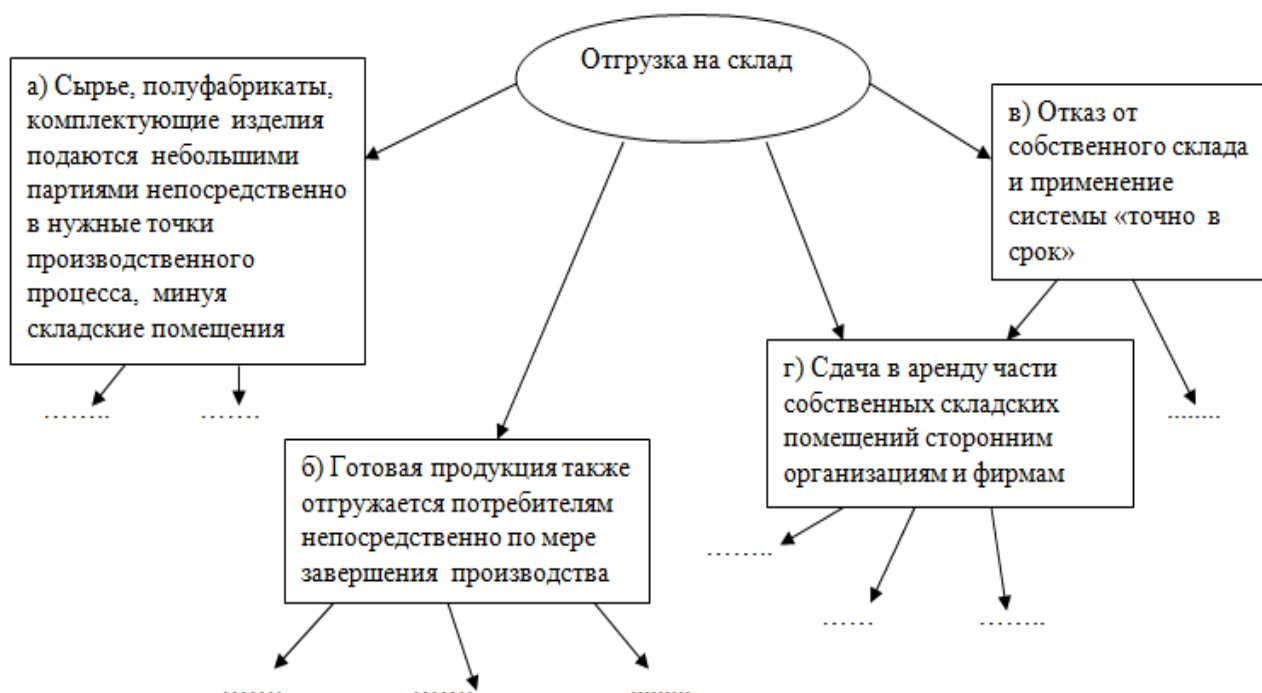 Отгрузка на склад
а) Сырье, полуфабрикаты,
комплектующие изделия
подаются небольшими
партиями непосредственно
в нужные точки
производственного
процесса, минуя
складские помещения
в) Отказ от
собственного склада
и применение
системы «точно в
срок»
г) Сдача в аренду части
собственных складских
помещений сторонним
организациям и фирмам
б) Готовая продукция также
отгружается потребителям
непосредственно по мере
завершения производства